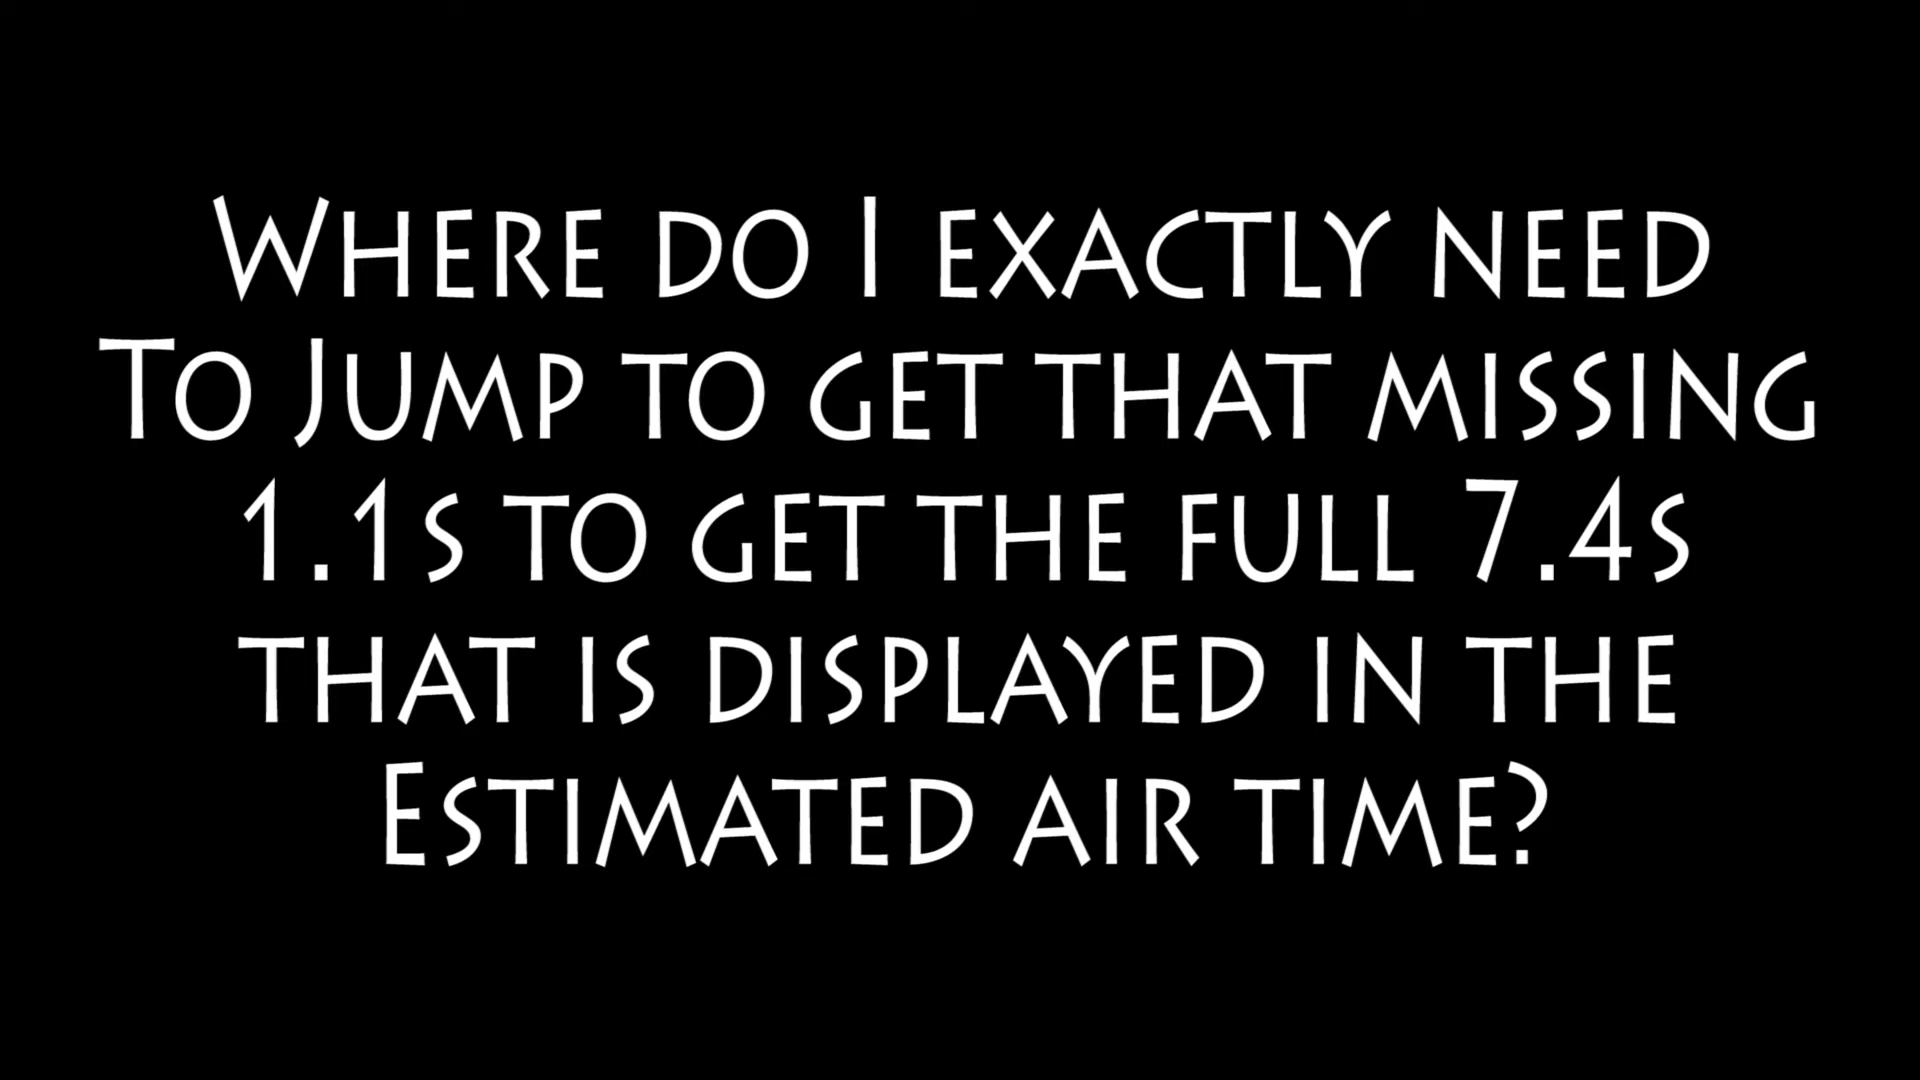 Where do I exactly need
To Jump to get that missing
1.1s to get the full 7.4s
that is displayed in the
Estimated air time?